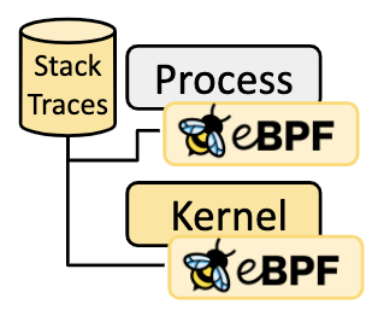 Stack
Traces
Process
eBPF
Kernel
eBPF